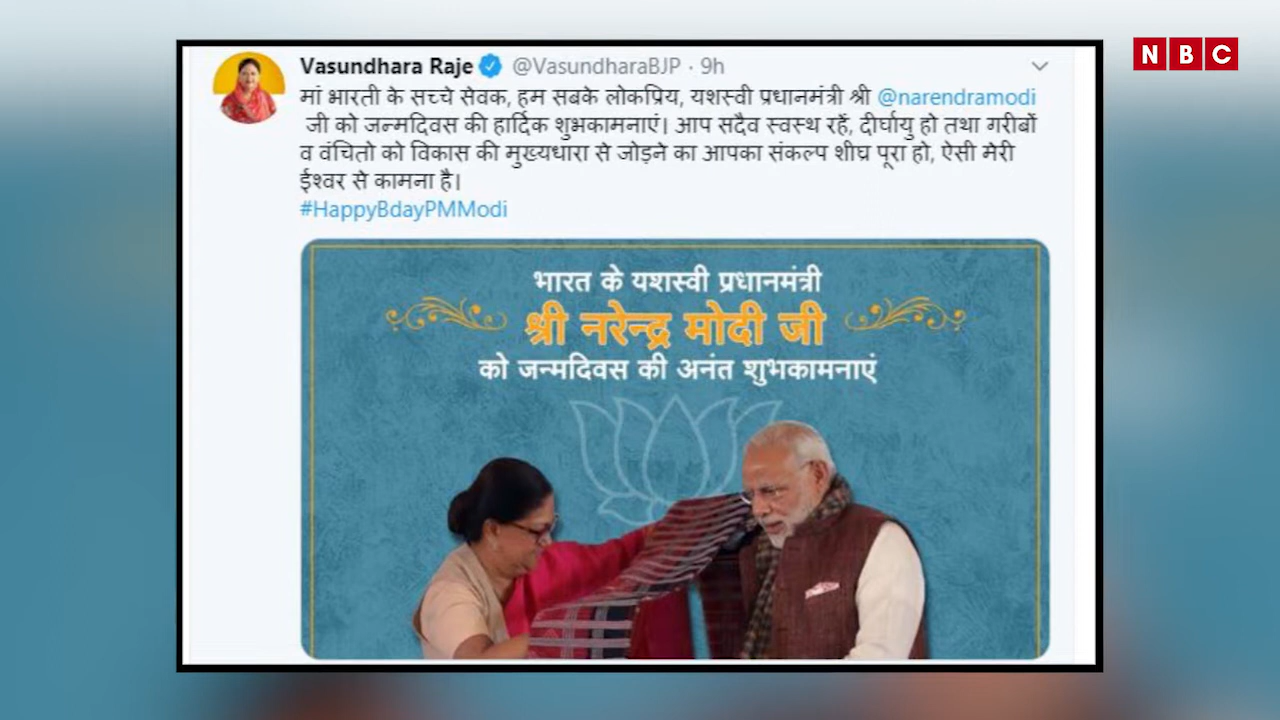 NBC
Vasundhara Raje @VasundharaBJP · 9h
मां भारती के सच्चे सेवक, हम सबके लोकप्रिय, यशस्वी प्रधानमंत्री श्री @narendramodi
जी को जन्मदिवस की हार्दिक शुभकामनाएं। आप सदैव स्वस्थ रहें, दीर्घायु हो तथा गरीबों
व वंचितो को विकास की मुख्यधारा से जोड़ने का आपका संकल्प शीघ्र पूरा हो, ऐसी मेरी
ईश्वर से कामना है।
#HappyBdayPMModi
भारत के यशस्वी प्रधानमंत्री
श्री नरेन्द्र मोदी जी
को जन्मदिवस की अनंत शुभकामनाएं